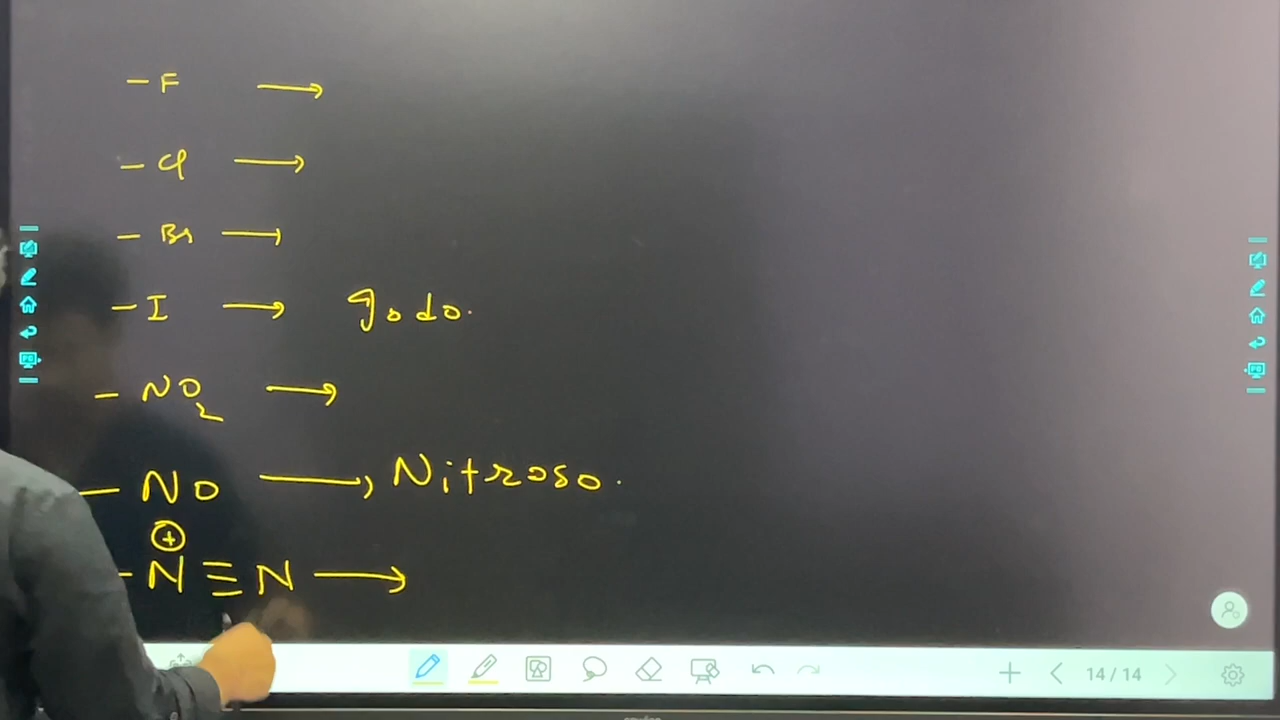 - F →
- Cl →
- Br →
- I → Iodo.
- NO2 →
- NO → Nitroso.
⊕
- N ≡ N →
14/14